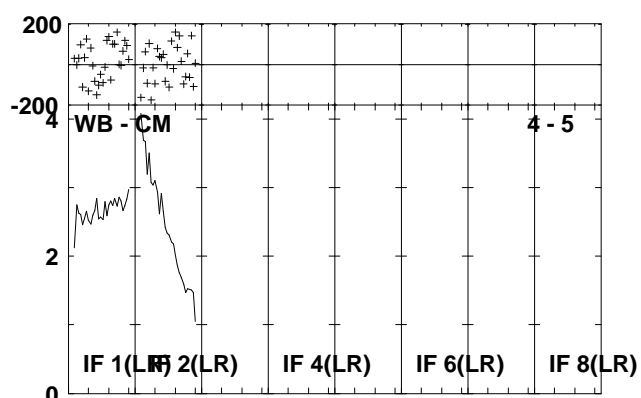 200
-200
4
WB - CM 4 - 5
2
0
IF 1(LR) IF 2(LR) IF 4(LR) IF 6(LR) IF 8(LR)